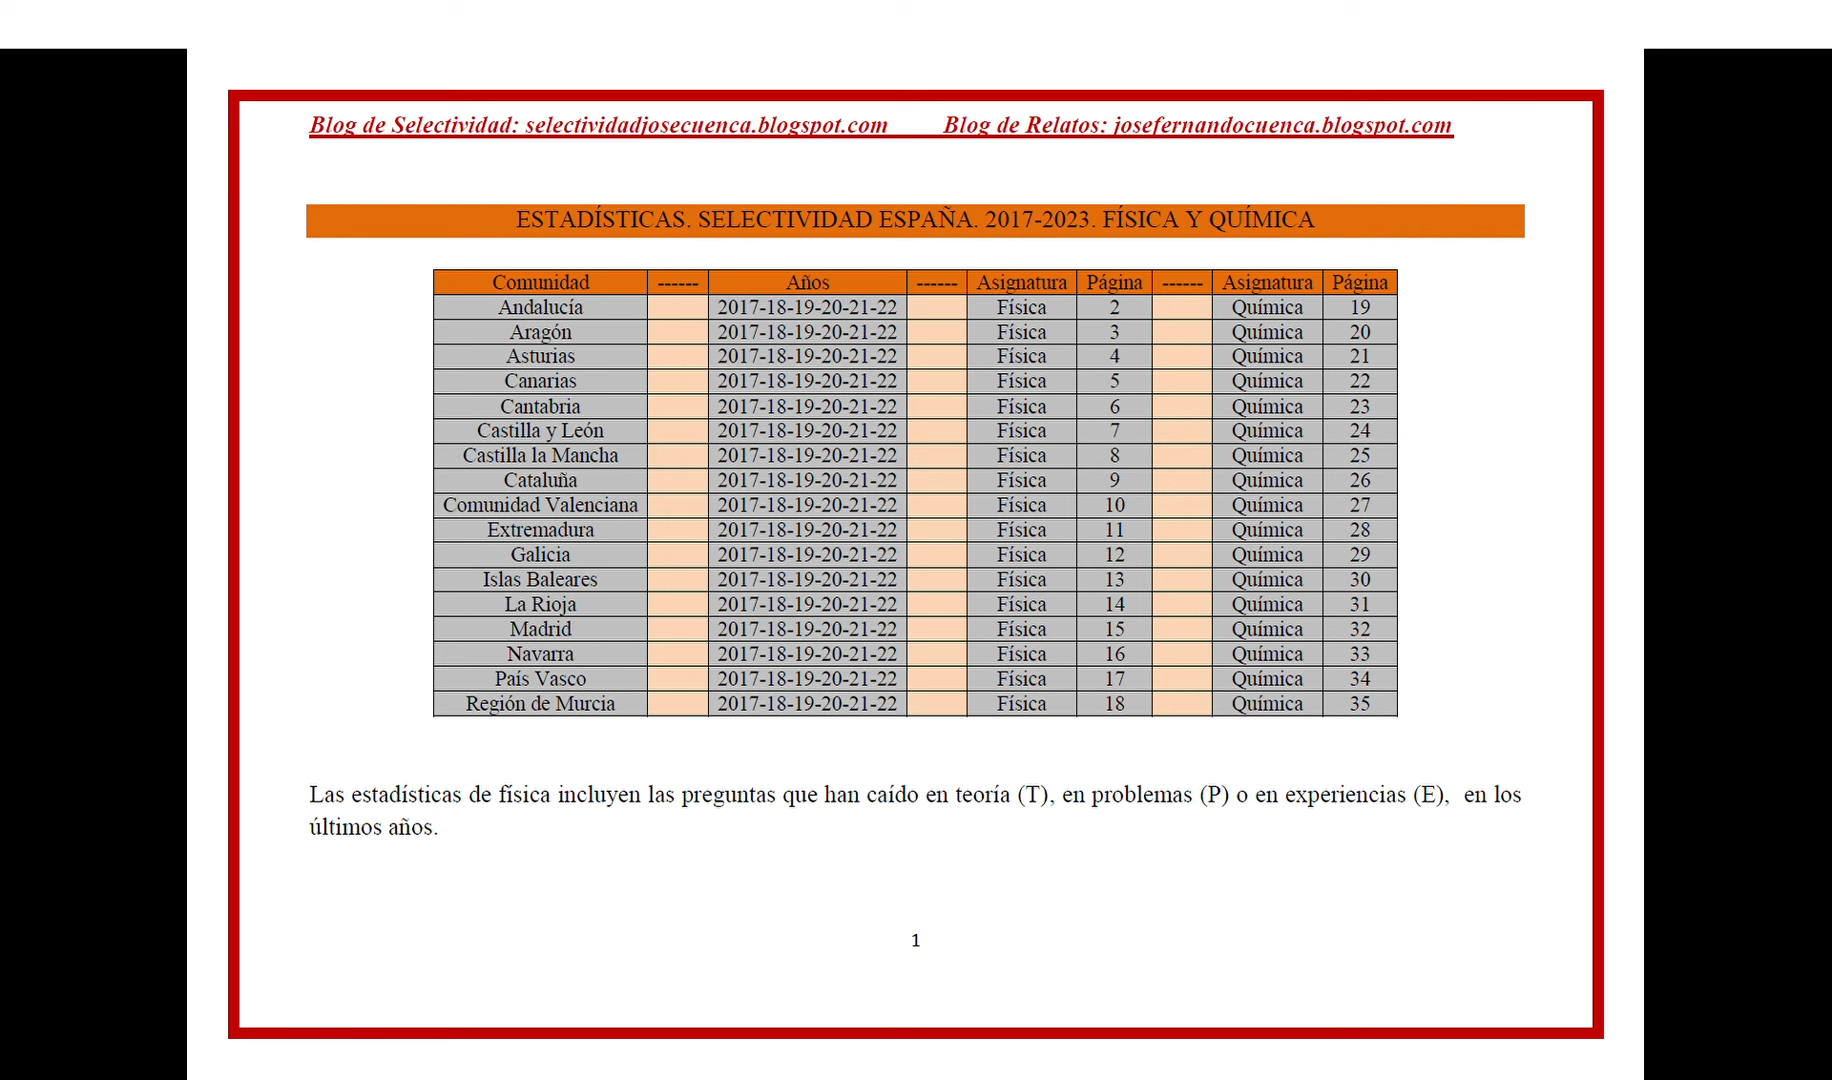 Blog de Selectividad: selectividadjosecuenca.blogspot.com Blog de Relatos: josefernandocuenca.blogspot.com
ESTADÍSTICAS. SELECTIVIDAD ESPAÑA. 2017-2023. FÍSICA Y QUÍMICA
Comunidad ------ Años ------ Asignatura Página ------ Asignatura Página
Andalucía 2017-18-19-20-21-22 Física 2 Química 19
Aragón 2017-18-19-20-21-22 Física 3 Química 20
Asturias 2017-18-19-20-21-22 Física 4 Química 21
Canarias 2017-18-19-20-21-22 Física 5 Química 22
Cantabria 2017-18-19-20-21-22 Física 6 Química 23
Castilla y León 2017-18-19-20-21-22 Física 7 Química 24
Castilla la Mancha 2017-18-19-20-21-22 Física 8 Química 25
Cataluña 2017-18-19-20-21-22 Física 9 Química 26
Comunidad Valenciana 2017-18-19-20-21-22 Física 10 Química 27
Extremadura 2017-18-19-20-21-22 Física 11 Química 28
Galicia 2017-18-19-20-21-22 Física 12 Química 29
Islas Baleares 2017-18-19-20-21-22 Física 13 Química 30
La Rioja 2017-18-19-20-21-22 Física 14 Química 31
Madrid 2017-18-19-20-21-22 Física 15 Química 32
Navarra 2017-18-19-20-21-22 Física 16 Química 33
País Vasco 2017-18-19-20-21-22 Física 17 Química 34
Región de Murcia 2017-18-19-20-21-22 Física 18 Química 35
Las estadísticas de física incluyen las preguntas que han caído en teoría (T), en problemas (P) o en experiencias (E), en los
últimos años.
1